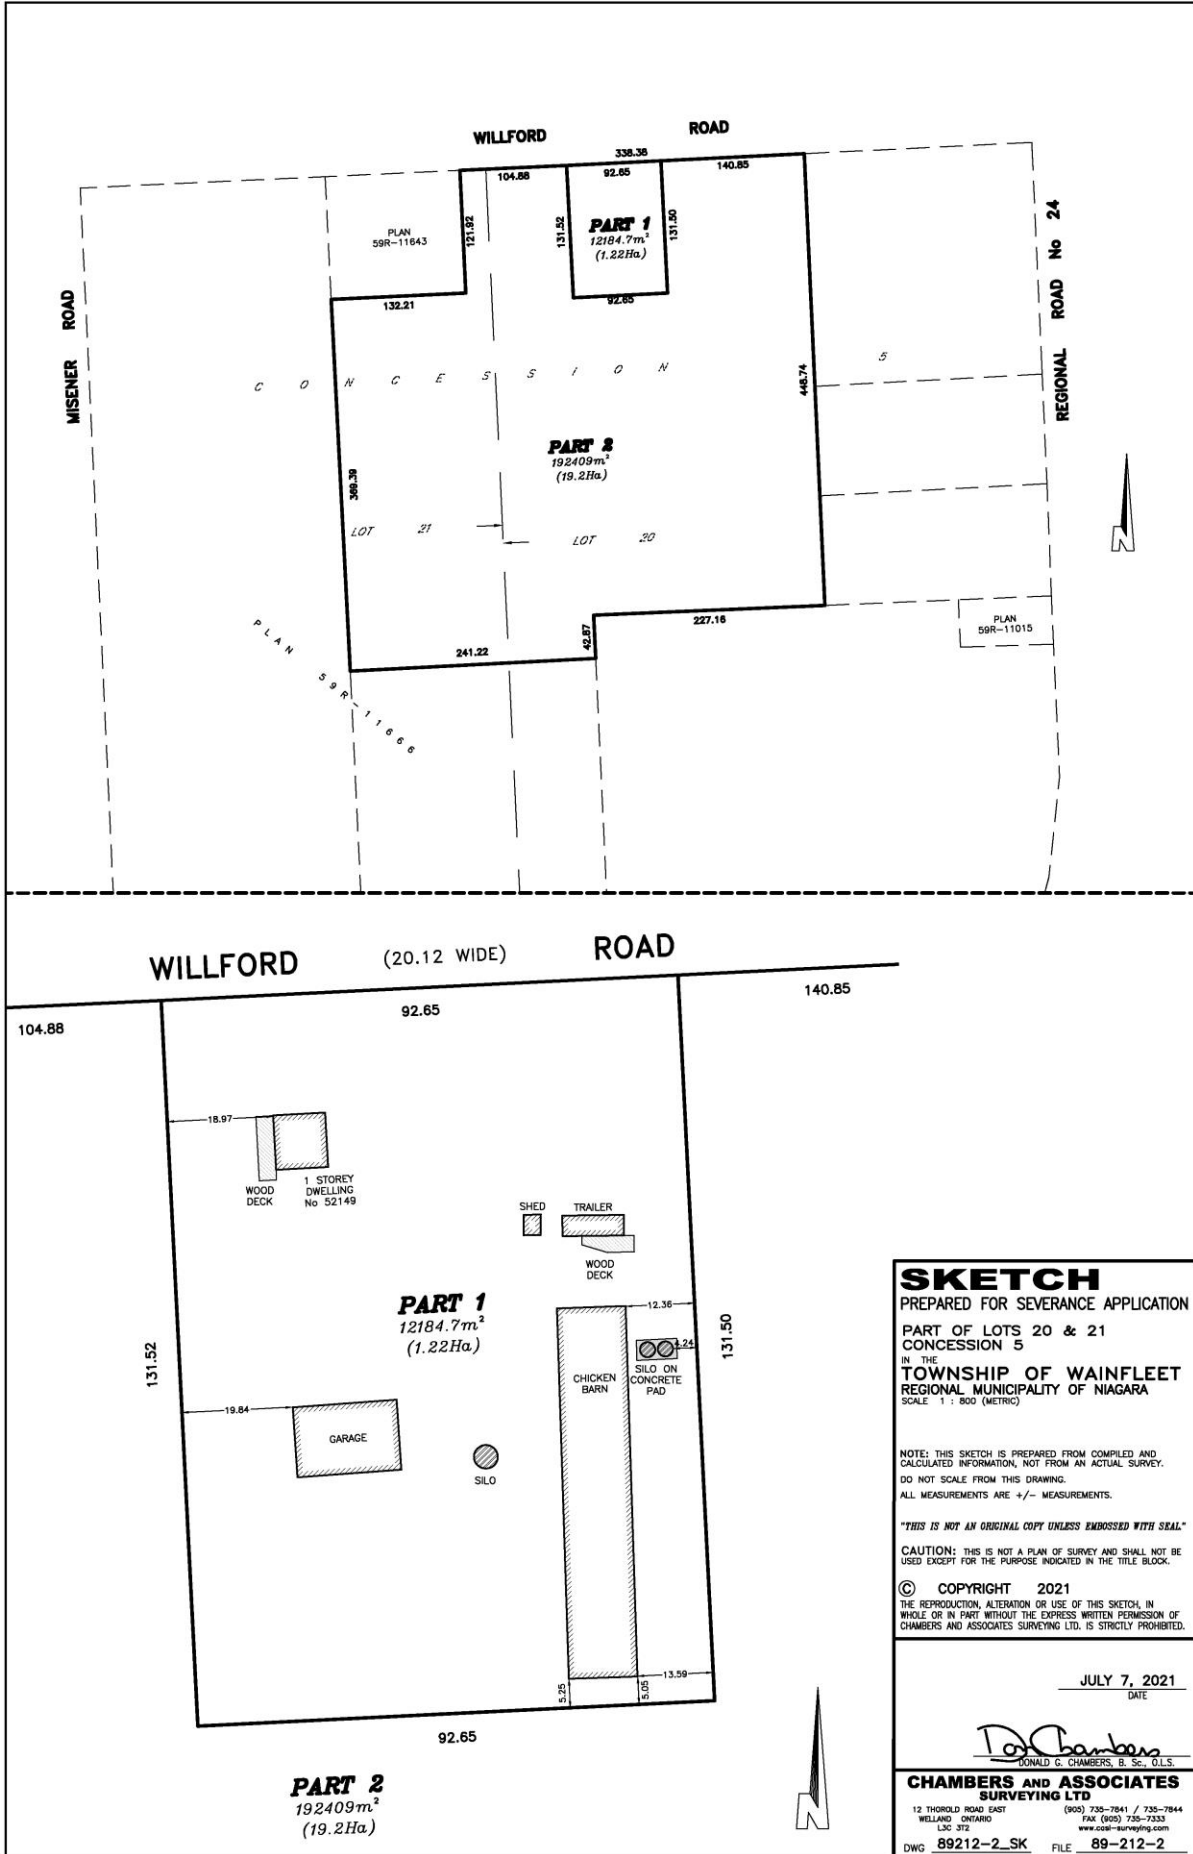 WILLFORD ROAD
338.38
104.88 92.65 140.85
PLAN
59R-11643
121.92
131.52
PART 1
12184.7m²
(1.22Ha)
131.50
92.65
132.21
MISENER ROAD
REGIONAL ROAD No 24
CONCESSION 5
448.74
PART 2
192409m²
(19.2Ha)
369.39
LOT 21
LOT 20
N
227.16
42.87
241.22
PLAN
59R-11015
PLAN 59R-11666
WILLFORD (20.12 WIDE) ROAD
104.88
92.65
140.85
18.97
WOOD
DECK
1 STOREY
DWELLING
No 52149
SHED
TRAILER
WOOD
DECK
PART 1
12184.7m²
(1.22Ha)
131.52
131.50
12.36
4.24
SILO ON
CONCRETE
PAD
CHICKEN
BARN
19.84
GARAGE
SILO
13.59
5.25
5.05
92.65
PART 2
192409m²
(19.2Ha)
N
SKETCH
PREPARED FOR SEVERANCE APPLICATION
PART OF LOTS 20 & 21
CONCESSION 5
IN THE
TOWNSHIP OF WAINFLEET
REGIONAL MUNICIPALITY OF NIAGARA
SCALE 1 : 800 (METRIC)
NOTE: THIS SKETCH IS PREPARED FROM COMPILED AND
CALCULATED INFORMATION, NOT FROM AN ACTUAL SURVEY.
DO NOT SCALE FROM THIS DRAWING.
ALL MEASUREMENTS ARE +/- MEASUREMENTS.
"THIS IS NOT AN ORIGINAL COPY UNLESS EMBOSSED WITH SEAL"
CAUTION: THIS IS NOT A PLAN OF SURVEY AND SHALL NOT BE
USED EXCEPT FOR THE PURPOSE INDICATED IN THE TITLE BLOCK.
© COPYRIGHT 2021
THE REPRODUCTION, ALTERATION OR USE OF THIS SKETCH, IN
WHOLE OR IN PART WITHOUT THE EXPRESS WRITTEN PERMISSION OF
CHAMBERS AND ASSOCIATES SURVEYING LTD. IS STRICTLY PROHIBITED.
JULY 7, 2021
DATE
Don Chambers
DONALD G. CHAMBERS, B. Sc., O.L.S.
CHAMBERS AND ASSOCIATES
SURVEYING LTD
12 THOROLD ROAD EAST (905) 735-7841 / 735-7844
WELLAND ONTARIO FAX (905) 735-7333
L3C 3T2 www.casl-surveying.com
DWG 89212-2_SK FILE 89-212-2